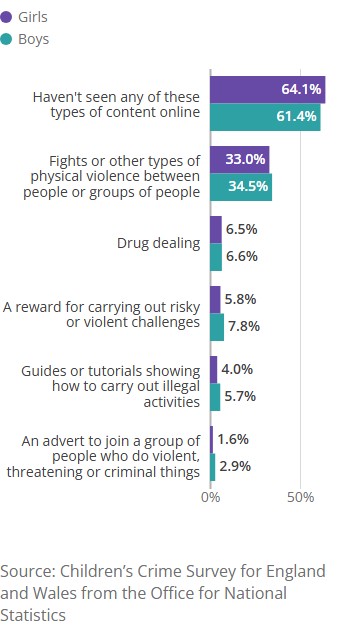 Girls
Boys
Haven't seen any of these
types of content online
64.1%
61.4%
Fights or other types of
physical violence between
people or groups of people
33.0%
34.5%
Drug dealing
6.5%
6.6%
A reward for carrying out risky
or violent challenges
5.8%
7.8%
Guides or tutorials showing
how to carry out illegal
activities
4.0%
5.7%
An advert to join a group of
people who do violent,
threatening or criminal things
1.6%
2.9%
0%
50%
Source: Children’s Crime Survey for England
and Wales from the Office for National
Statistics